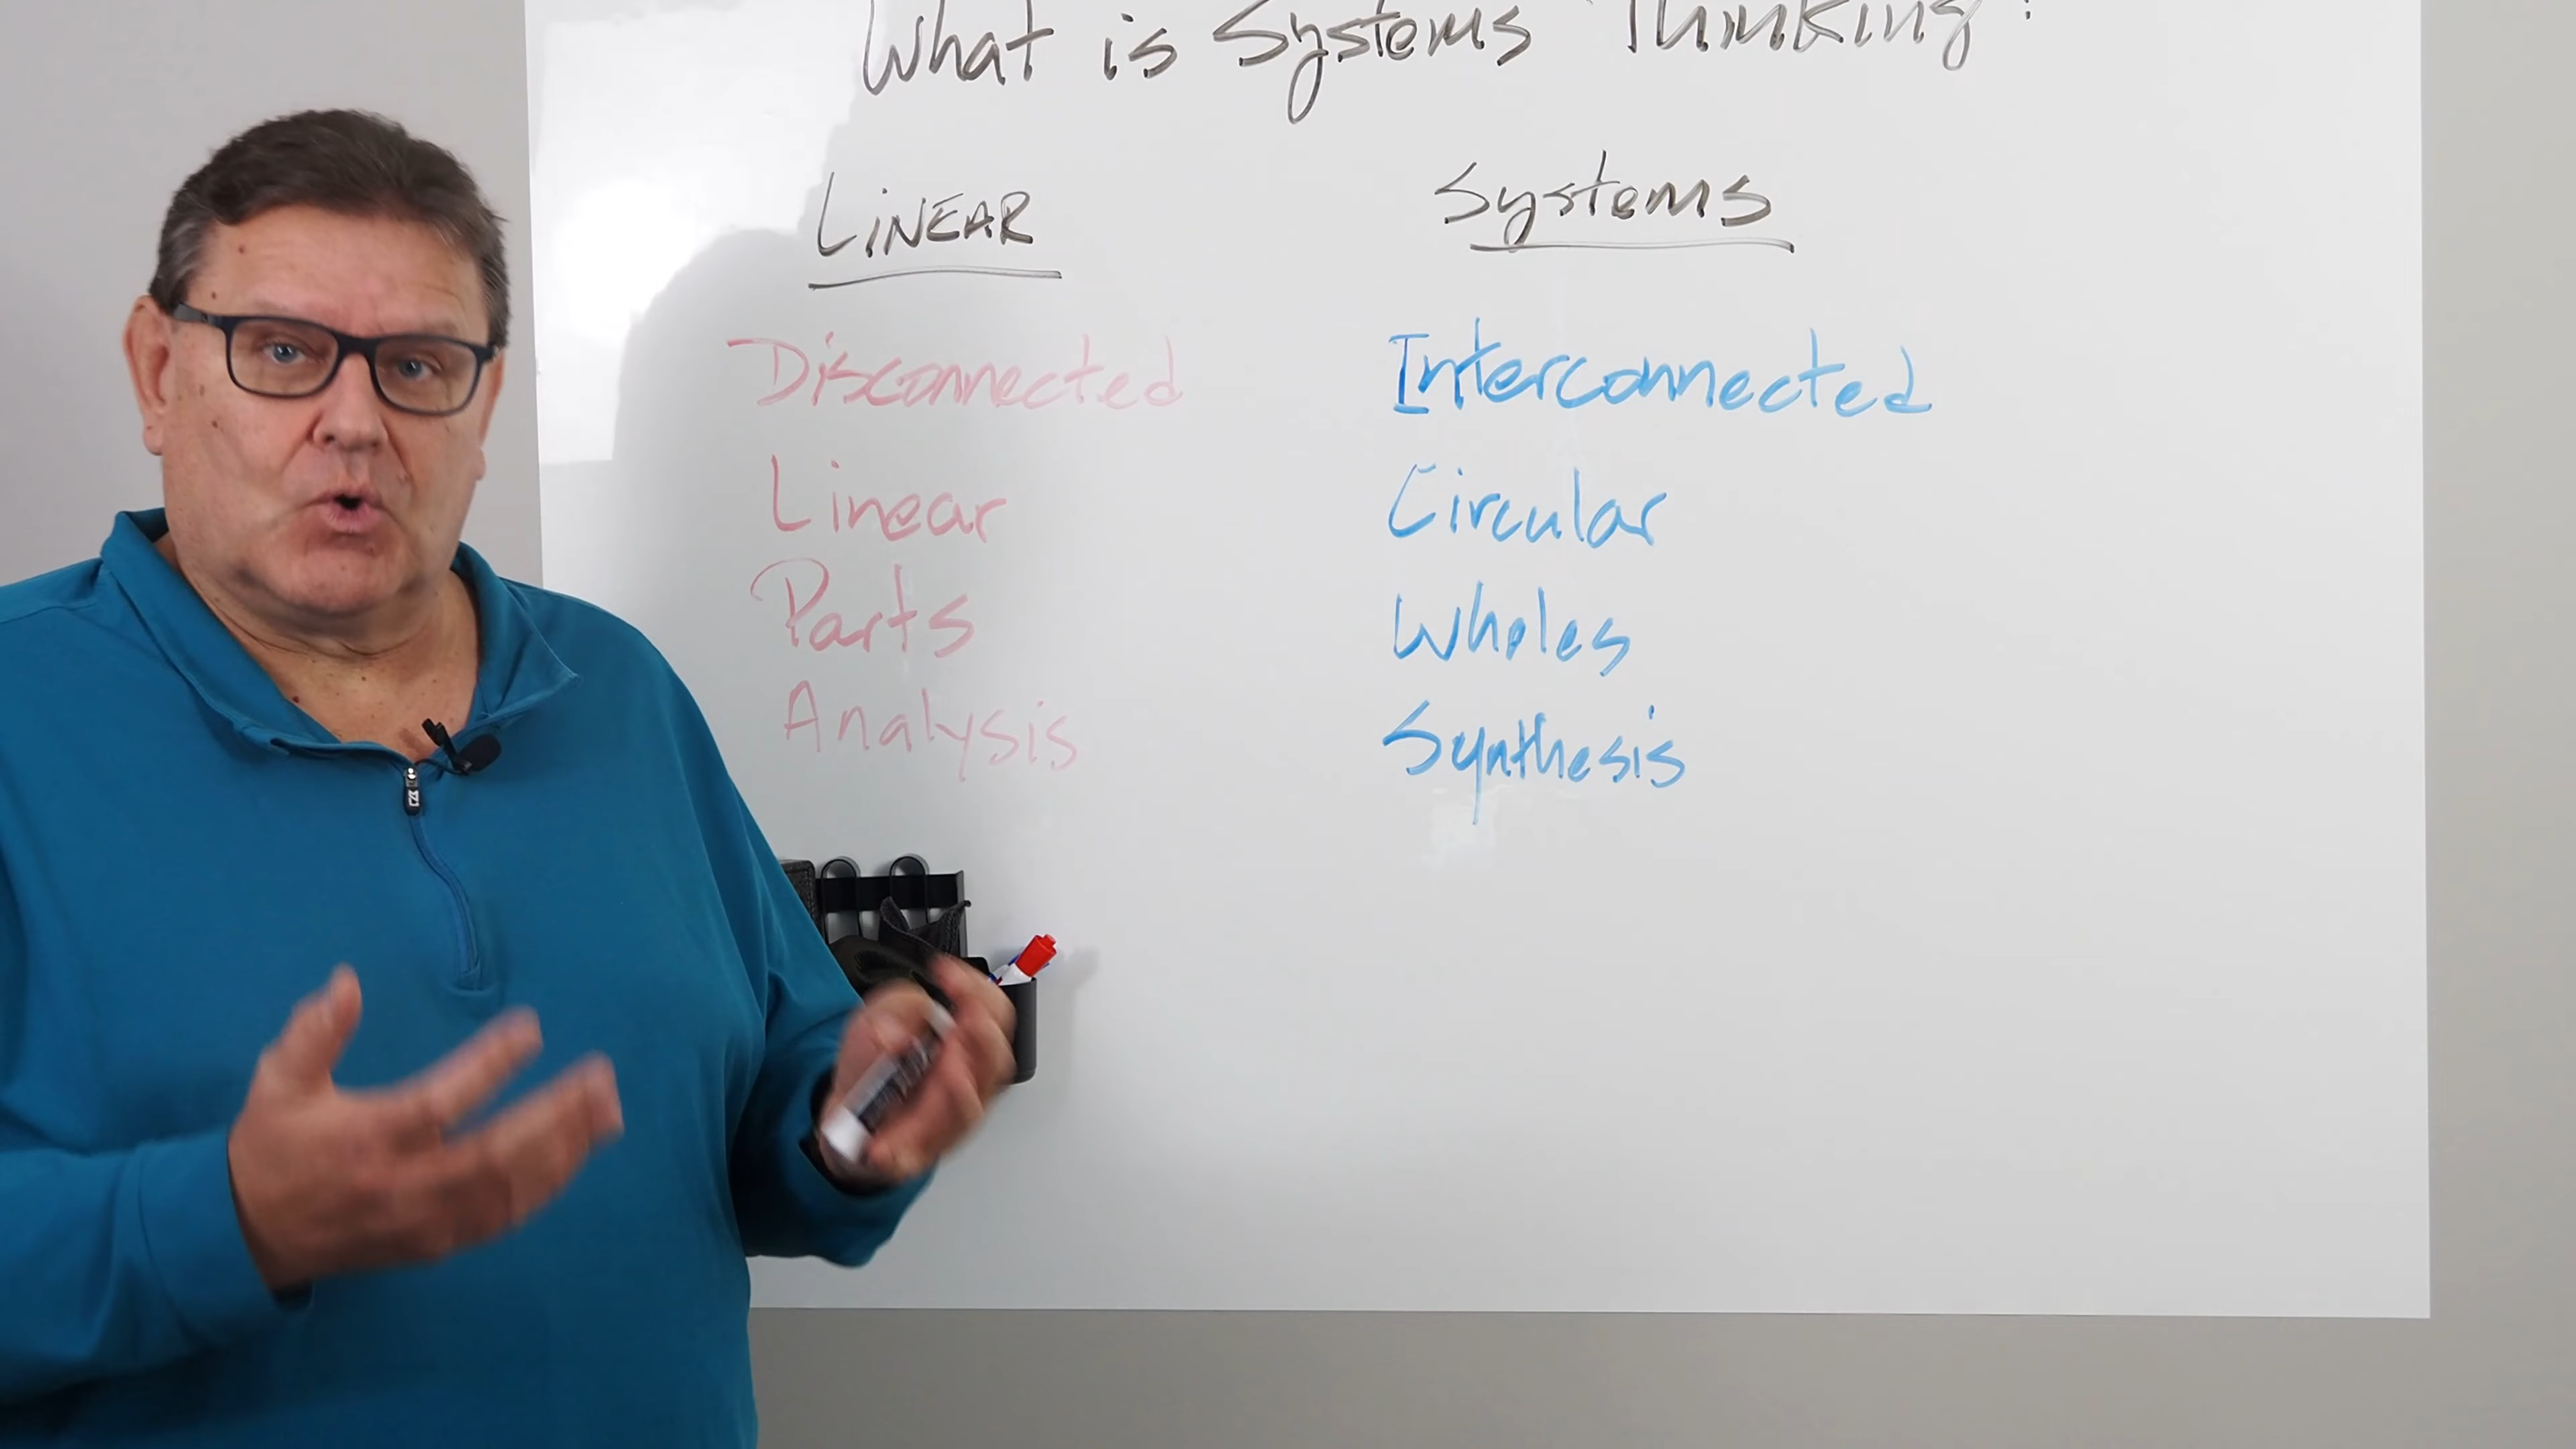 What is Systems Thinking?
LINEAR
Systems
Disconnected
Interconnected
Linear
Circular
Parts
Wholes
Analysis
Synthesis